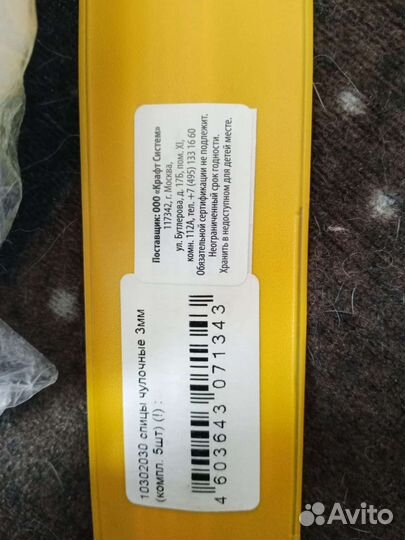 Поставщик: ООО «Крафт Систем»
117342, г. Москва,
ул. Бутлерова, д. 17Б, пом. XI,
комн. 112А, тел. +7 (495) 133 16 60
Обязательной сертификации не подлежит.
Неограниченный срок годности.
Хранить в недоступном для детей месте.
10302030 спицы чулочные 3мм
(компл. 5шт) (!) :
4 603643 071343
Avito